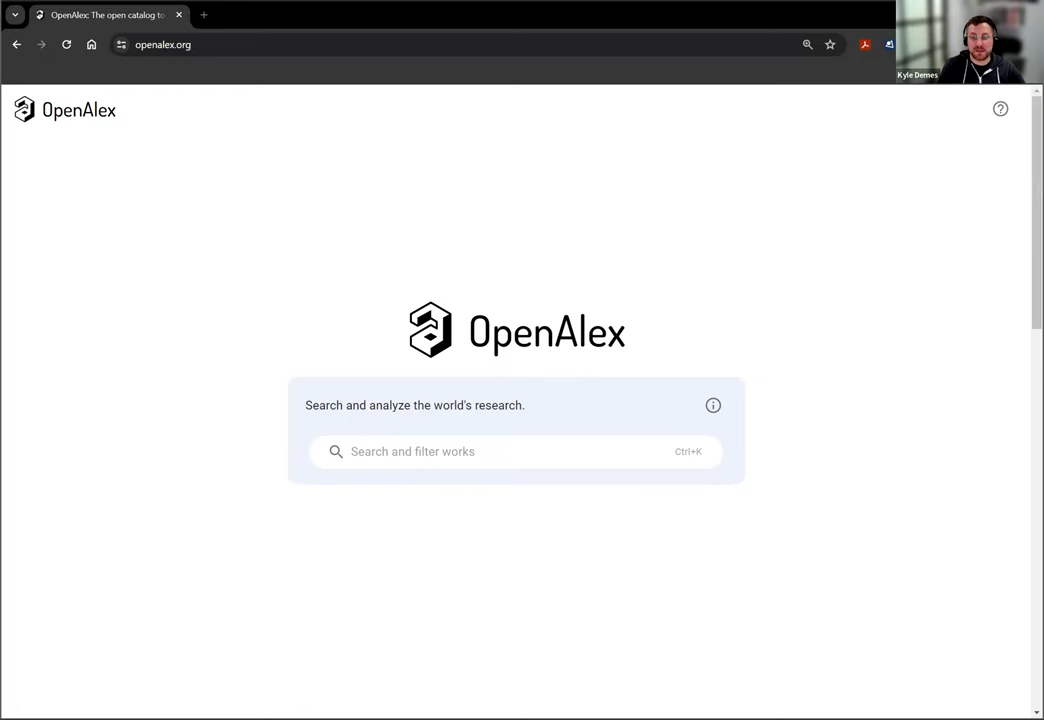 OpenAlex: The open catalog to
openalex.org
Kyle Demes
OpenAlex
OpenAlex
Search and analyze the world's research.
Search and filter works
Ctrl+K